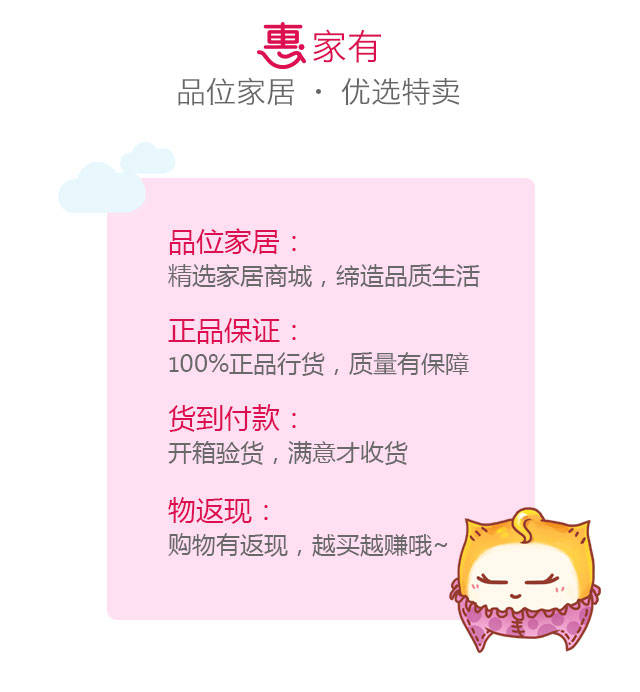 惠家有
品位家居 · 优选特卖
品位家居：
精选家居商城，缔造品质生活
正品保证：
100%正品行货，质量有保障
货到付款：
开箱验货，满意才收货
物返现：
购物有返现，越买越赚哦~